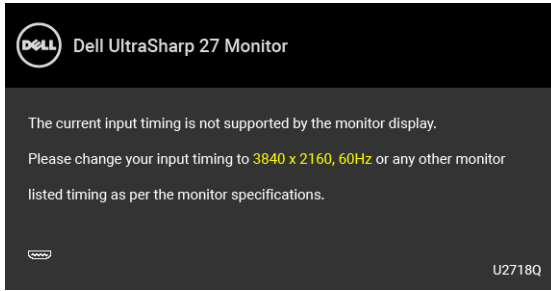 DELL Dell UltraSharp 27 Monitor
The current input timing is not supported by the monitor display.
Please change your input timing to 3840 x 2160, 60Hz or any other monitor
listed timing as per the monitor specifications.
U2718Q